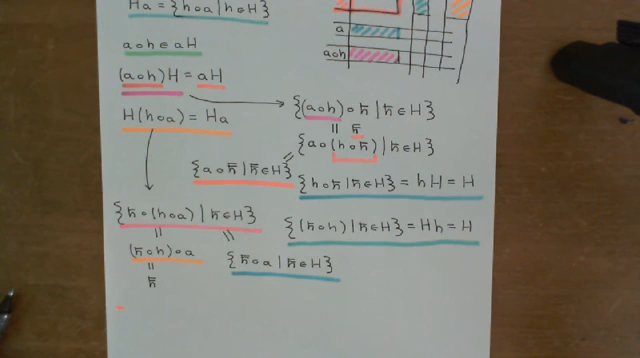 Ha = {h∘a | h∈H}
a∘h ∈ aH
(a∘h)H = aH
H(h∘a) = Ha
a
a∘h
{(a∘h)∘h̄ | h̄∈H}
= h̄
{a∘(h∘h̄) | h̄∈H}
{a∘h̄ | h̄∈H} =
{h∘h̄ | h̄∈H} = hH = H
{h̄∘(h∘a) | h̄∈H}
{(h̄∘h) | h̄∈H} = Hh = H
= =
(h̄∘h)∘a
{h̄∘a | h̄∈H}
=
h̄